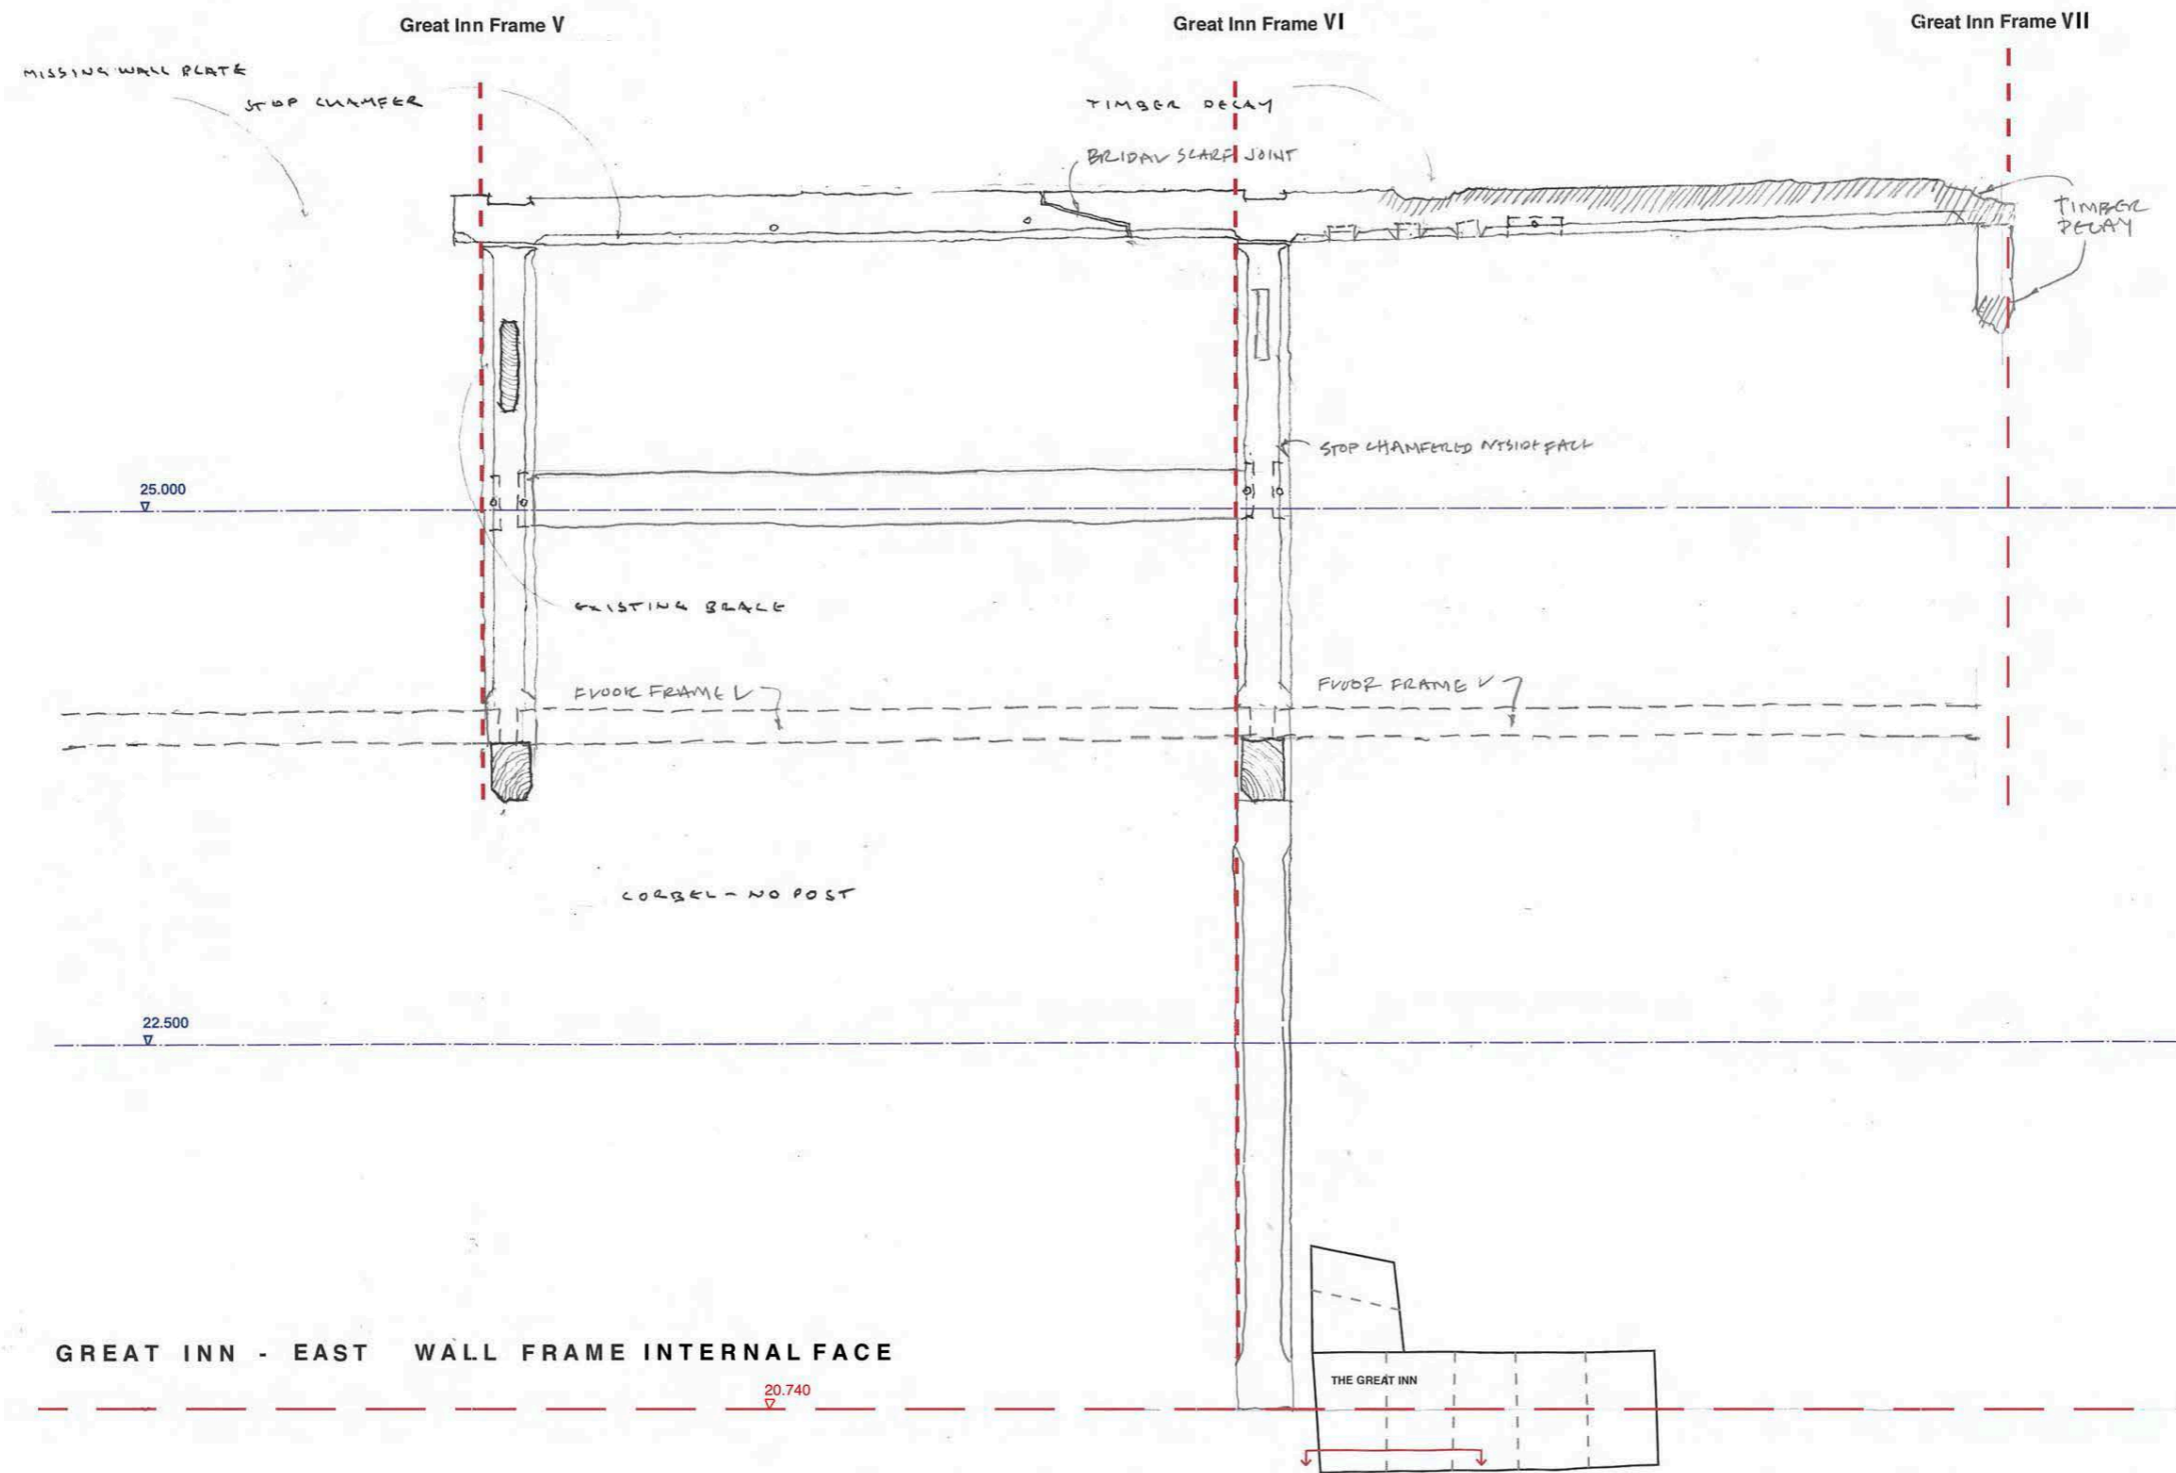 Great Inn Frame V
Great Inn Frame VI
Great Inn Frame VII
MISSING WALL PLATE
STOP CHAMFER
TIMBER DECAY
BRIDAL SCARF JOINT
TIMBER
DECAY
STOP CHAMFERED
25.000
EXISTING BRACE
FLOOR FRAME
FLOOR FRAME
CORBEL - NO POST
22.500
GREAT INN - EAST WALL FRAME INTERNAL FACE
20.740
THE GREAT INN